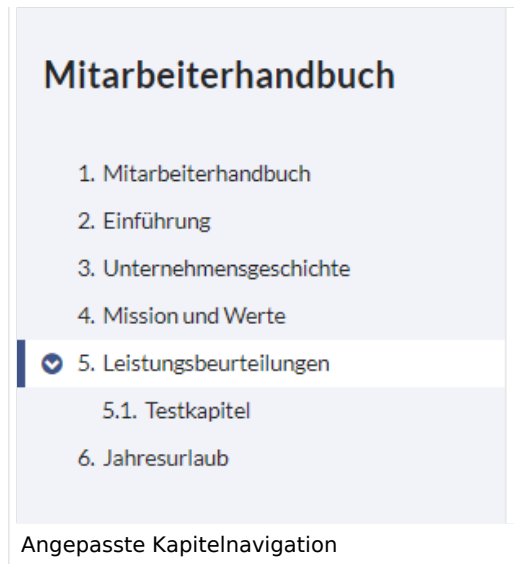 Mitarbeiterhandbuch
1. Mitarbeiterhandbuch
2. Einführung
3. Unternehmensgeschichte
4. Mission und Werte
5. Leistungsbeurteilungen
5.1. Testkapitel
6. Jahresurlaub
Angepasste Kapitelnavigation